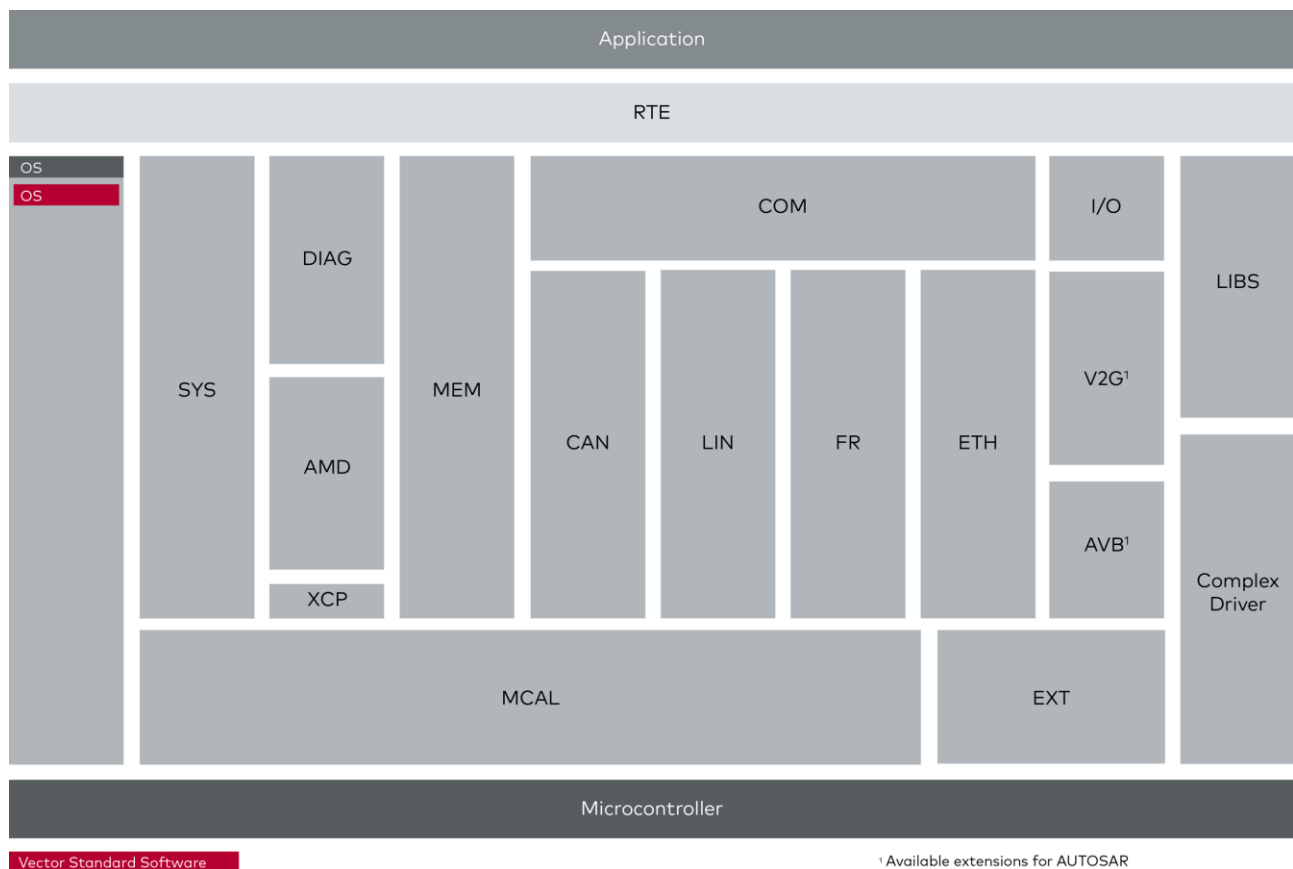 Application
RTE
OS
OS
SYS
DIAG
AMD
XCP
MEM
COM
CAN
LIN
FR
ETH
I/O
V2G¹
AVB¹
LIBS
Complex
Driver
MCAL
EXT
Microcontroller
Vector Standard Software
¹ Available extensions for AUTOSAR